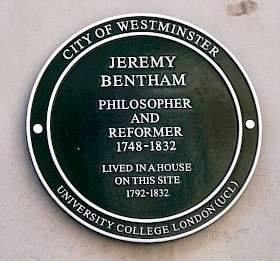 CITY OF WESTMINSTER
JEREMY
BENTHAM
PHILOSOPHER
AND
REFORMER
1748-1832
LIVED IN A HOUSE
ON THIS SITE
1792-1832
UNIVERSITY COLLEGE LONDON (UCL)